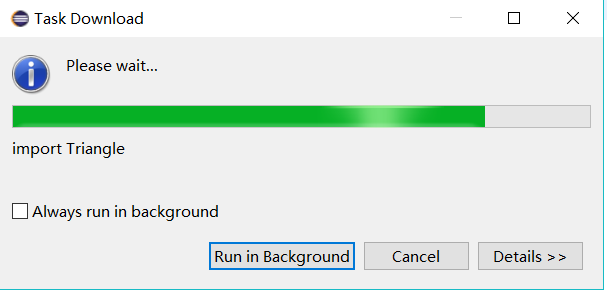 Task Download
Please wait...
import Triangle
Always run in background
Run in Background
Cancel
Details >>